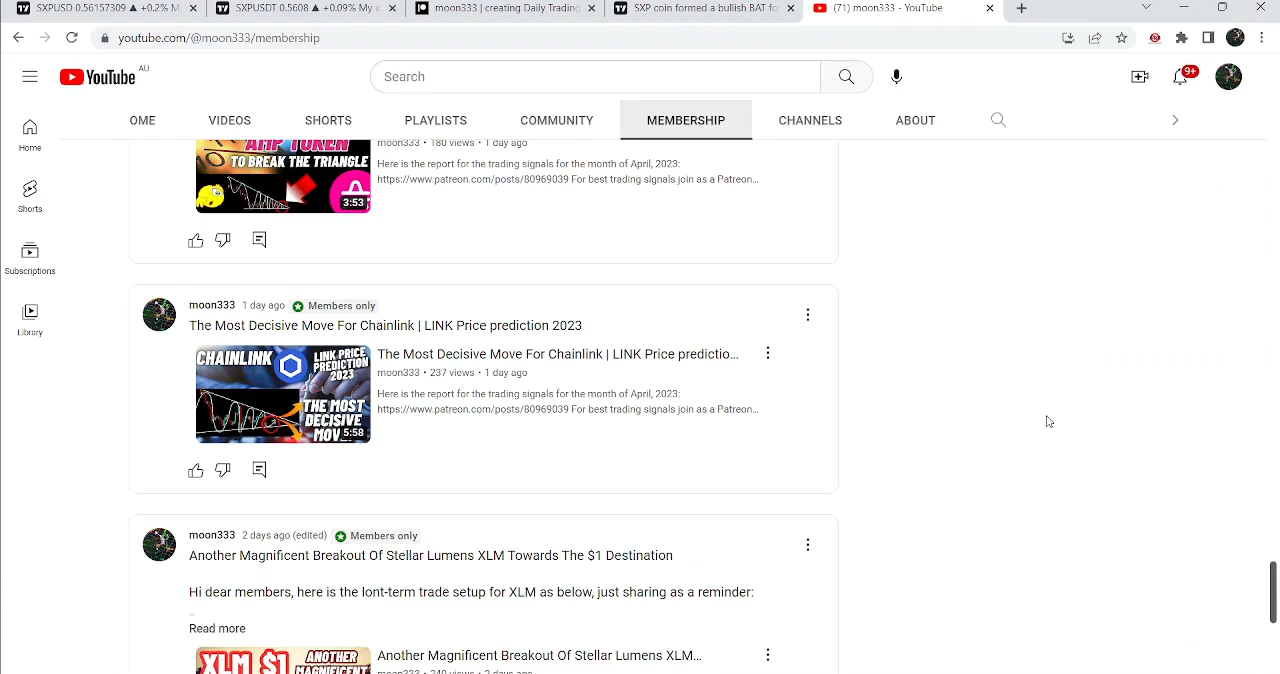 SXPUSD 0.56157309 ▲ +0.2% M
SXPUSDT 0.5608 ▲ +0.09% My x
moon333 | creating Daily Trading
SXP coin formed a bullish BAT fo
(71) moon333 - YouTube
youtube.com/@moon333/membership
YouTube AU
Search
9+
OME
VIDEOS
SHORTS
PLAYLISTS
COMMUNITY
MEMBERSHIP
CHANNELS
ABOUT
Home
Shorts
Subscriptions
Library
AMP TOKEN
TO BREAK THE TRIANGLE
3:53
moon333 • 180 views • 1 day ago
Here is the report for the trading signals for the month of April, 2023:
https://www.patreon.com/posts/80969039 For best trading signals join as a Patreon...
moon333 1 day ago Members only
The Most Decisive Move For Chainlink | LINK Price prediction 2023
CHAINLINK
LINK PRICE
PREDICTION
2023
THE MOST
DECISIVE
MOV
5:58
The Most Decisive Move For Chainlink | LINK Price predictio...
moon333 • 237 views • 1 day ago
Here is the report for the trading signals for the month of April, 2023:
https://www.patreon.com/posts/80969039 For best trading signals join as a Patreon...
moon333 2 days ago (edited) Members only
Another Magnificent Breakout Of Stellar Lumens XLM Towards The $1 Destination
Hi dear members, here is the lont-term trade setup for XLM as below, just sharing as a reminder:
...
Read more
XLM $1 ANOTHER
MAGNIFICENT
Another Magnificent Breakout Of Stellar Lumens XLM...
moon333 • 240 views • 2 days ago